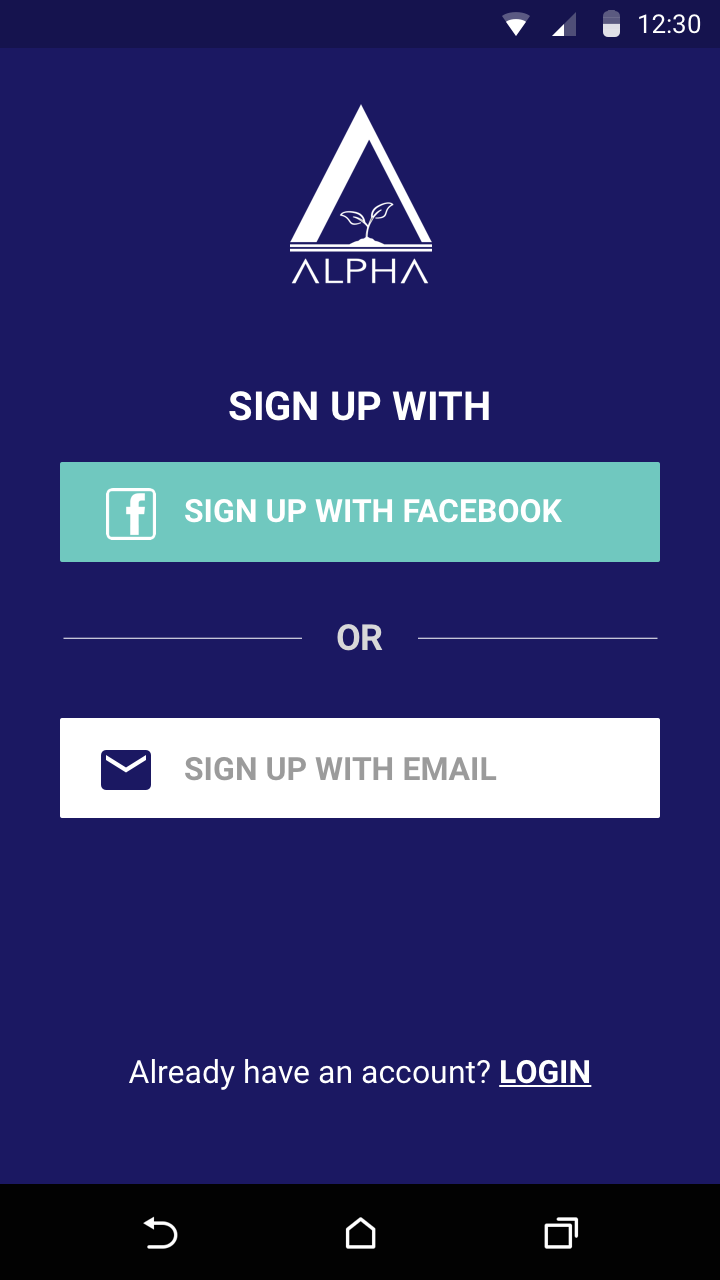 12:30
ALPHA
SIGN UP WITH
SIGN UP WITH FACEBOOK
OR
SIGN UP WITH EMAIL
Already have an account? LOGIN